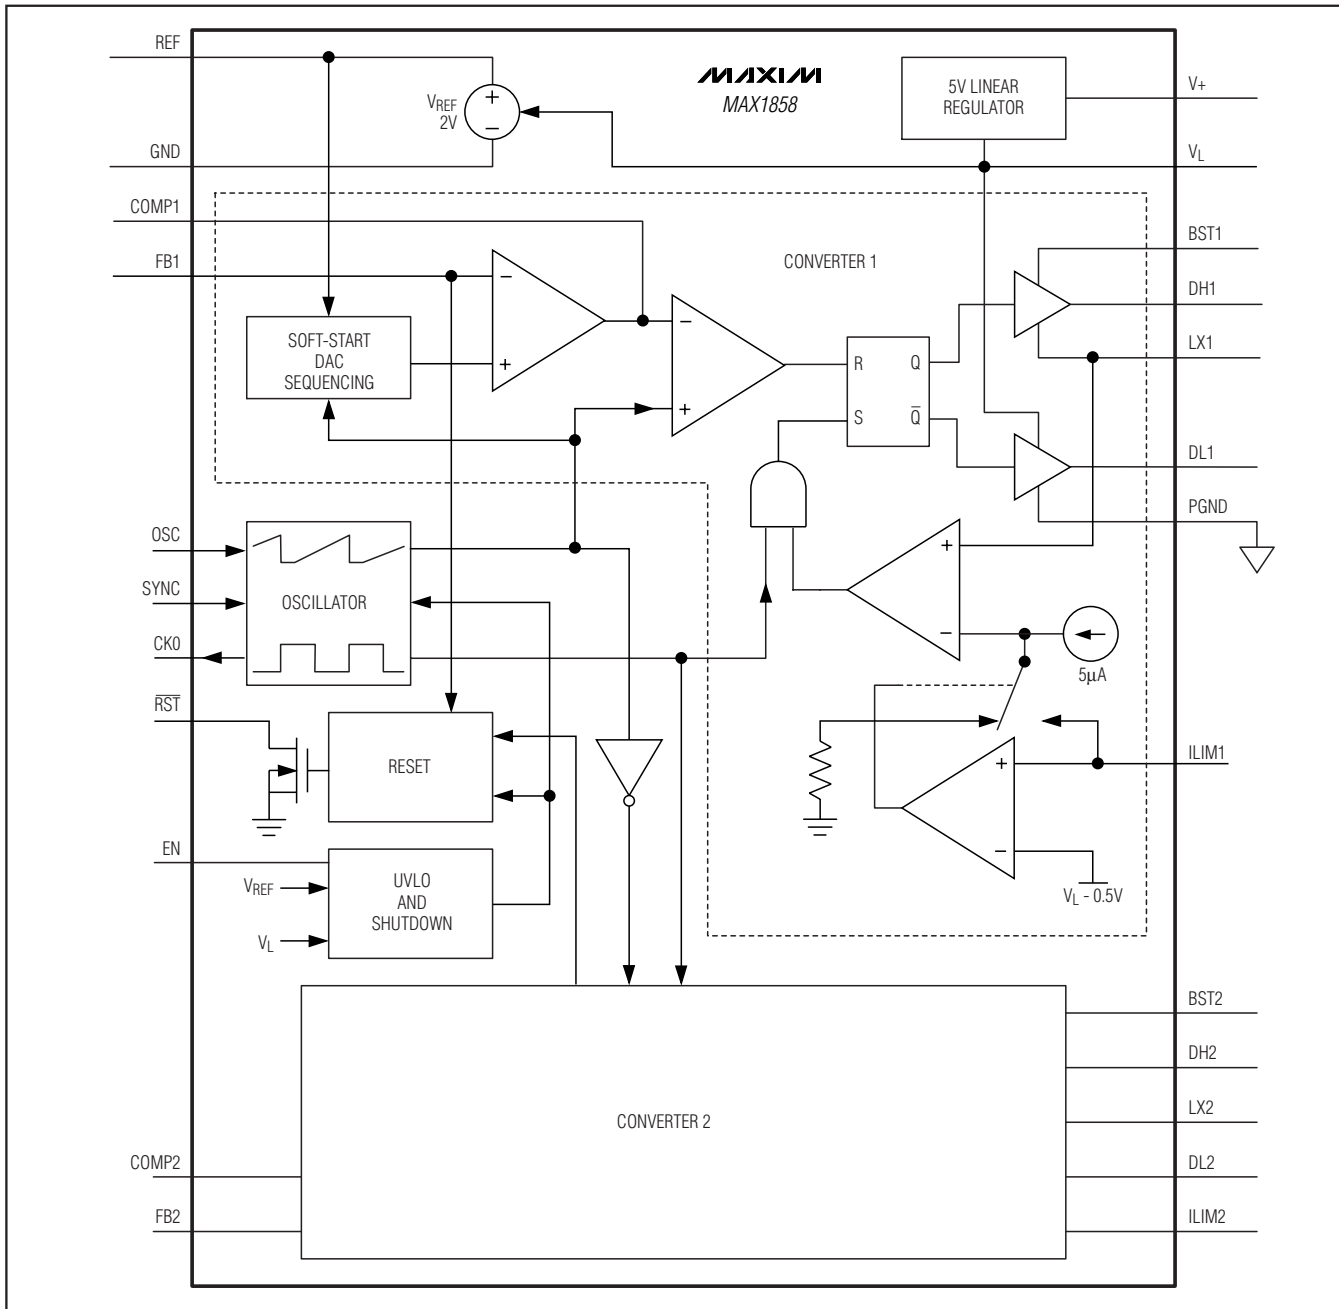 REF
MAXIM
MAX1858
VREF
2V
5V LINEAR
REGULATOR
V+
GND
VL
COMP1
CONVERTER 1
BST1
FB1
DH1
SOFT-START
DAC
SEQUENCING
LX1
R
Q
S
Q̅
DL1
PGND
OSC
SYNC
OSCILLATOR
CK0
5µA
R̅S̅T̅
RESET
ILIM1
EN
VREF
VL
UVLO
AND
SHUTDOWN
VL - 0.5V
BST2
DH2
CONVERTER 2
LX2
COMP2
DL2
FB2
ILIM2